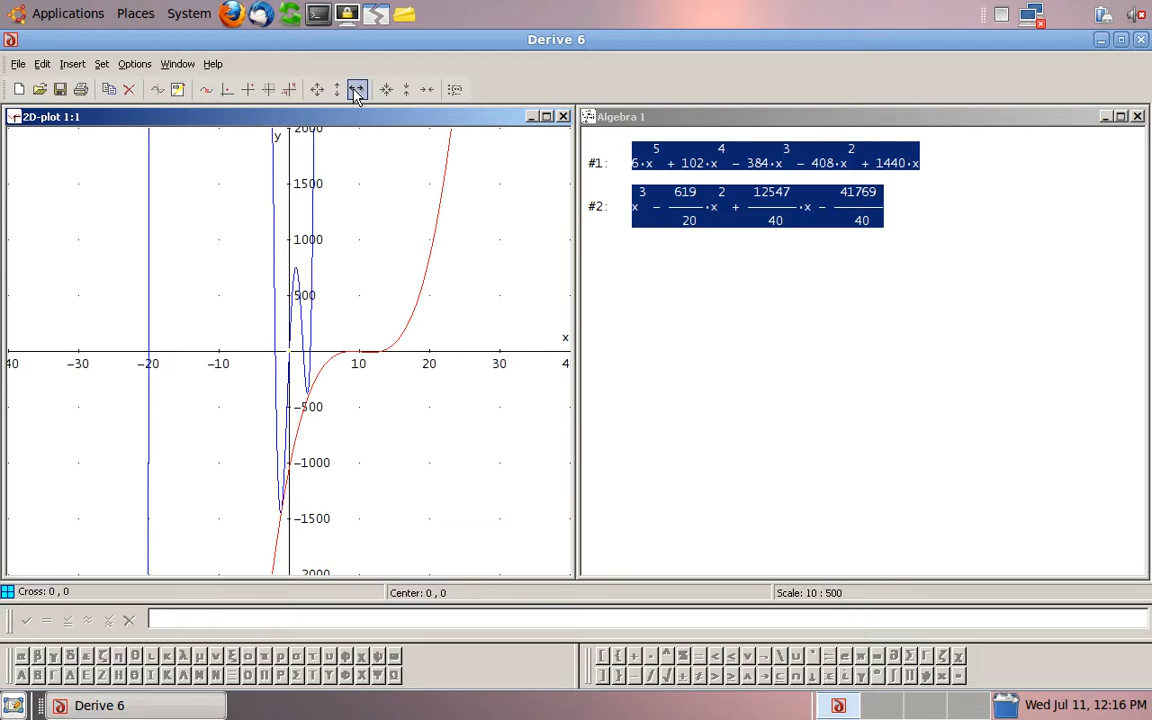 Applications Places System
Derive 6
File Edit Insert Set Options Window Help
2D-plot 1:1
Algebra 1
y
2000
1500
1000
500
x
40 −30 −20 −10 10 20 30 4
−500
−1000
−1500
2000
5 4 3 2
#1: 6·x + 102·x − 384·x − 408·x + 1440·x
3 619 2 12547 41769
#2: x − ·x + ·x −
20 40 40
Cross: 0 , 0 Center: 0 , 0 Scale: 10 : 500
α β γ δ ε ζ η θ ι κ λ μ ν ξ ο π ρ σ τ υ φ χ ψ ω
Α Β Γ Δ Ε Ζ Η Θ Ι Κ Λ Μ Ν Ξ Ο Π Ρ Σ Τ Υ Φ Χ Ψ Ω
Derive 6
Wed Jul 11, 12:16 PM